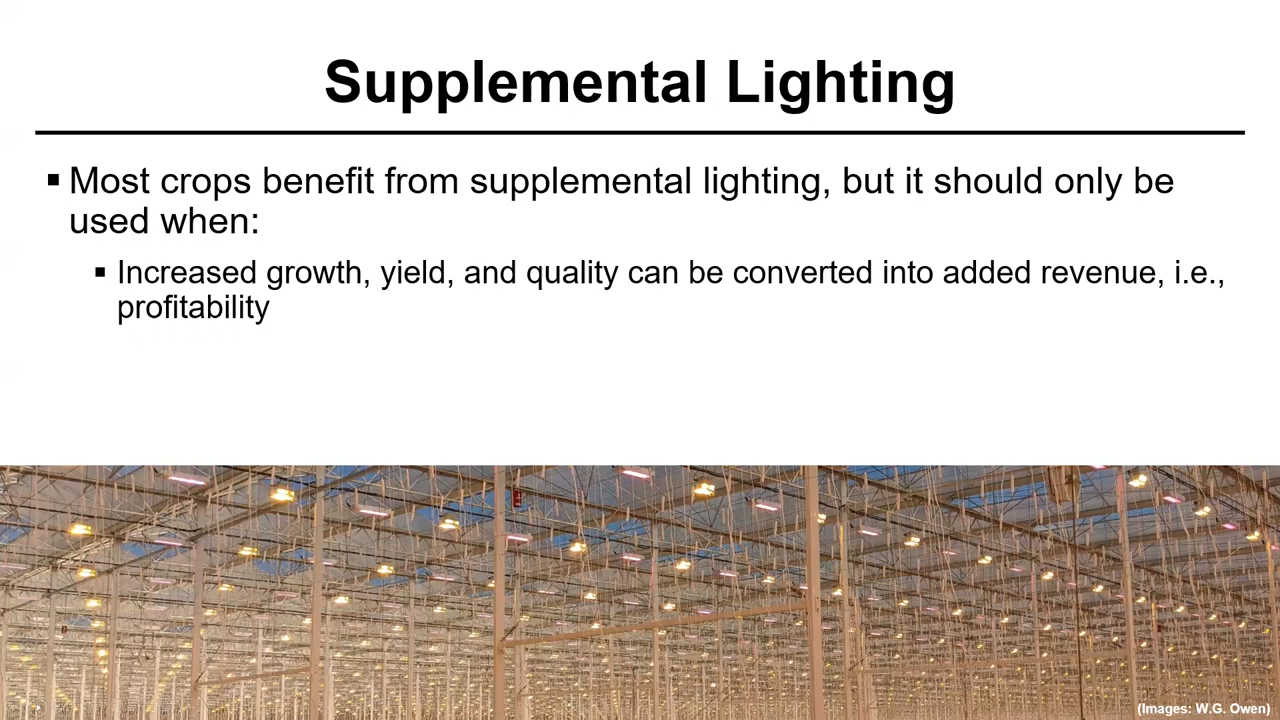 Supplemental Lighting
▪ Most crops benefit from supplemental lighting, but it should only be
used when:
▪ Increased growth, yield, and quality can be converted into added revenue, i.e.,
profitability
(Images: W.G. Owen)